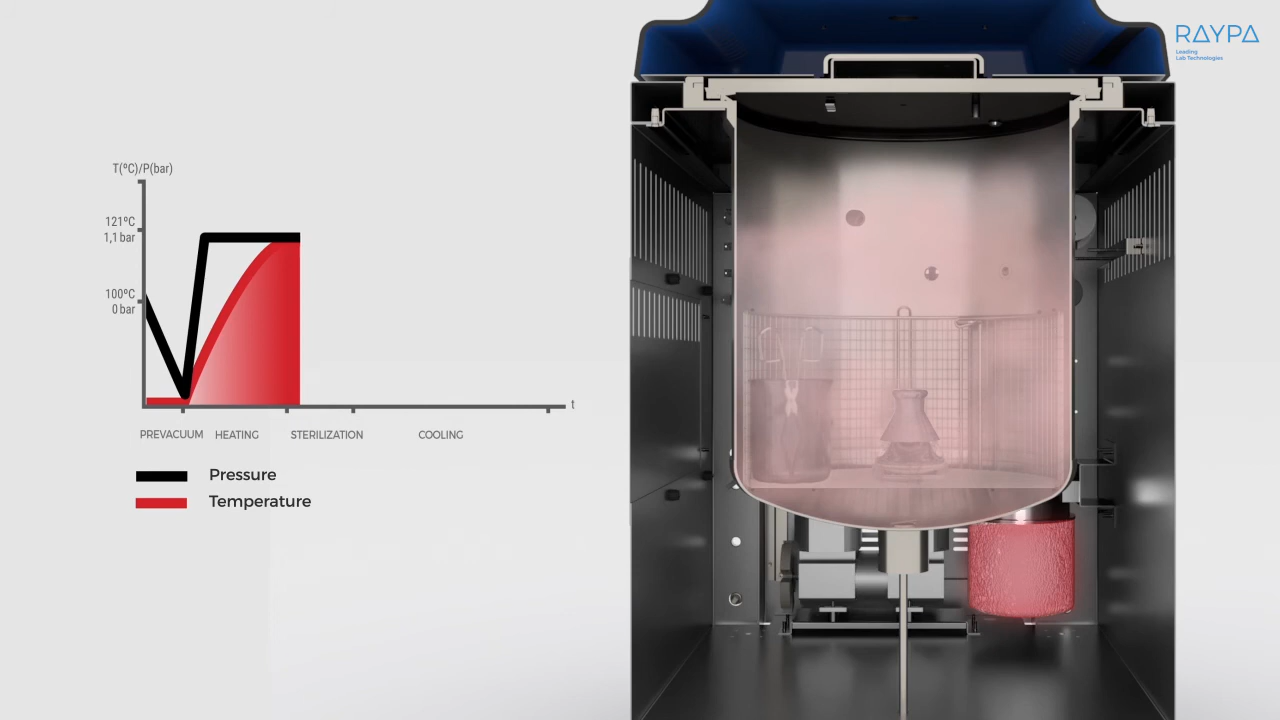 RAYPA
Leading
Lab Technologies
T(ºC)/P(bar)
121ºC
1,1 bar
100ºC
0 bar
t
PREVACUUM HEATING STERILIZATION COOLING
Pressure
Temperature